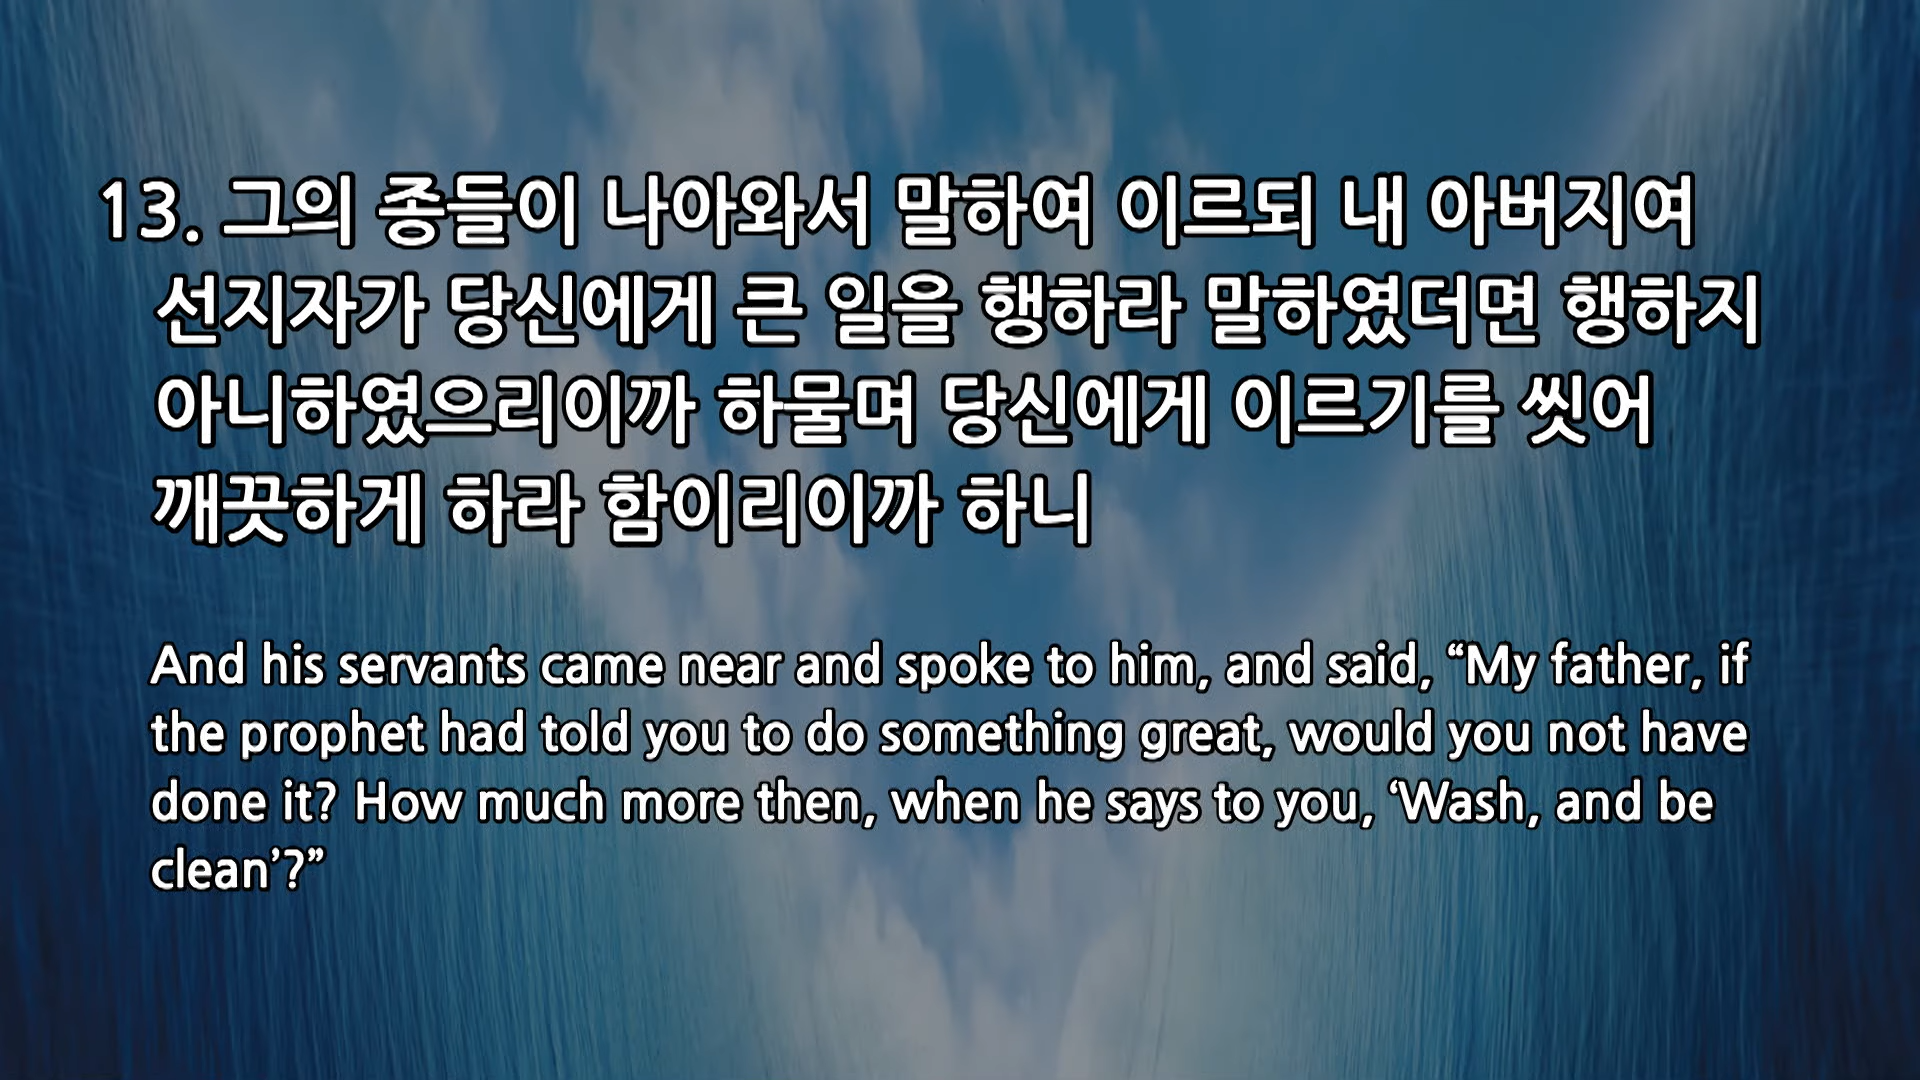 13. 그의 종들이 나아와서 말하여 이르되 내 아버지여
선지자가 당신에게 큰 일을 행하라 말하였더면 행하지
아니하였으리이까 하물며 당신에게 이르기를 씻어
깨끗하게 하라 함이리이까 하니
And his servants came near and spoke to him, and said, “My father, if
the prophet had told you to do something great, would you not have
done it? How much more then, when he says to you, ‘Wash, and be
clean’?”